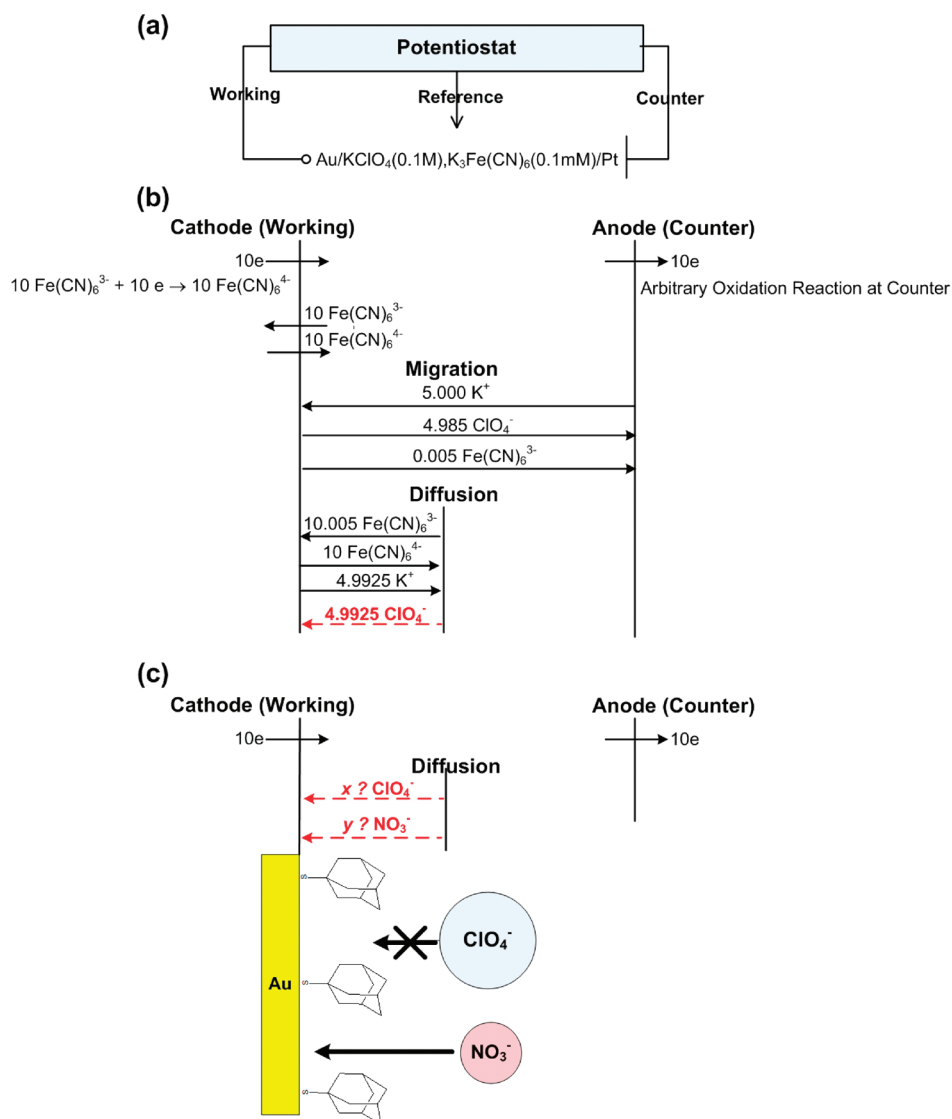 (a)
Potentiostat
Working
Reference
Counter
Au/KClO₄(0.1M),K₃Fe(CN)₆(0.1mM)/Pt
(b)
Cathode (Working)
Anode (Counter)
10e
10e
10 Fe(CN)₆³⁻ + 10 e → 10 Fe(CN)₆⁴⁻
Arbitrary Oxidation Reaction at Counter
10 Fe(CN)₆³⁻
10 Fe(CN)₆⁴⁻
Migration
5.000 K⁺
4.985 ClO₄⁻
0.005 Fe(CN)₆³⁻
Diffusion
10.005 Fe(CN)₆³⁻
10 Fe(CN)₆⁴⁻
4.9925 K⁺
4.9925 ClO₄⁻
(c)
Cathode (Working)
Anode (Counter)
10e
10e
Diffusion
x ? ClO₄⁻
y ? NO₃⁻
S
ClO₄⁻
Au
S
NO₃⁻
S